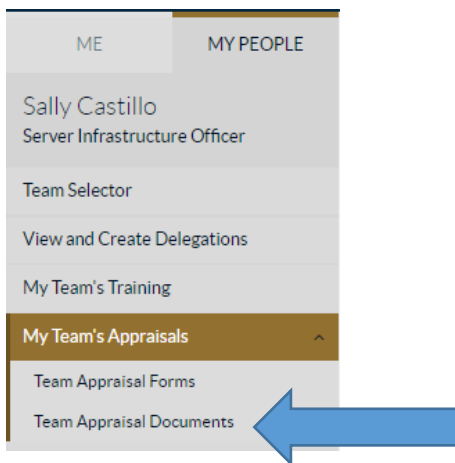 ME
MY PEOPLE
Sally Castillo
Server Infrastructure Officer
Team Selector
View and Create Delegations
My Team's Training
My Team's Appraisals
Team Appraisal Forms
Team Appraisal Documents